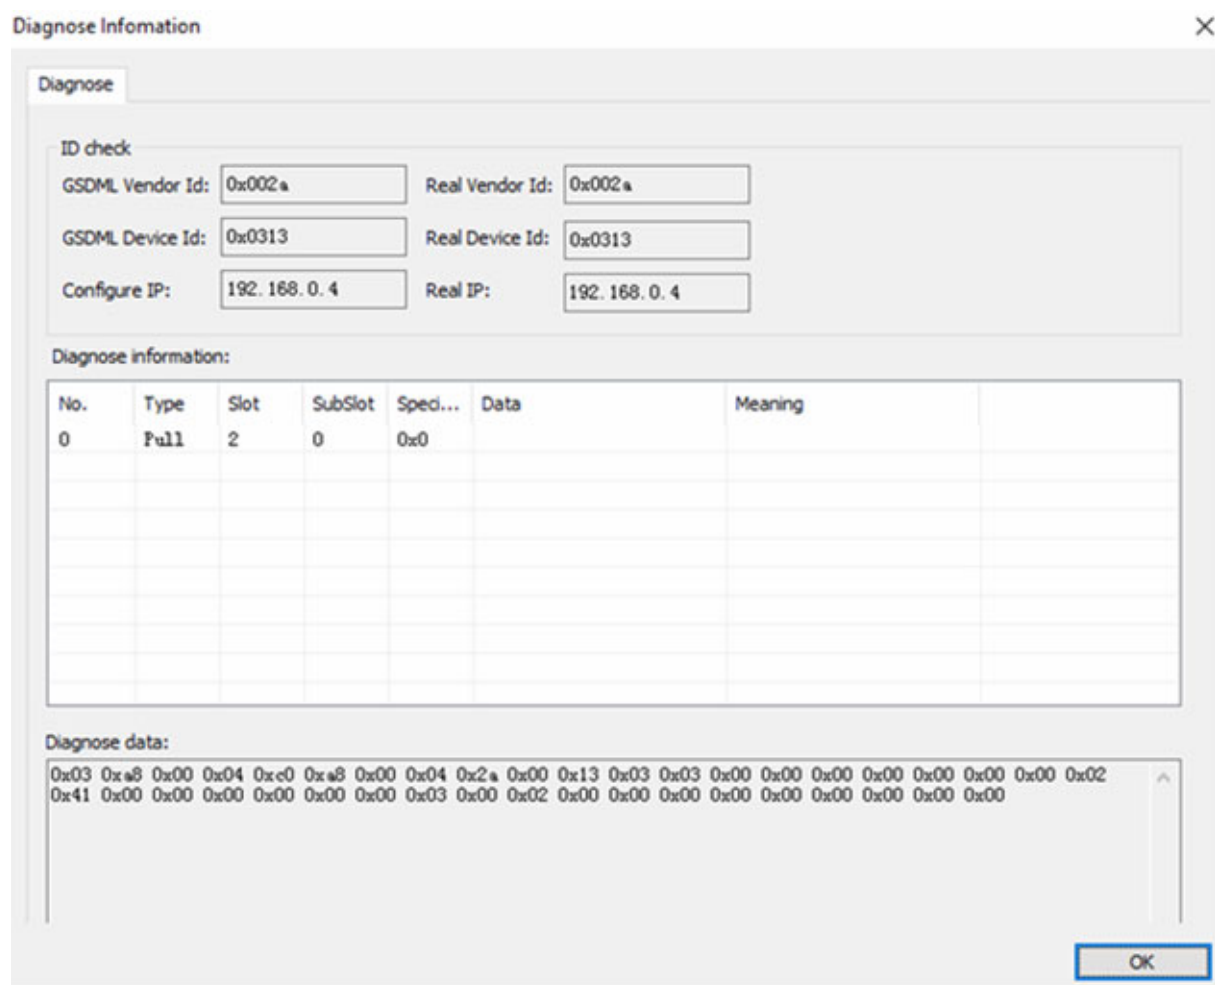 Diagnose Infomation
Diagnose
ID check
GSDML Vendor Id: 0x002a Real Vendor Id: 0x002a
GSDML Device Id: 0x0313 Real Device Id: 0x0313
Configure IP: 192.168.0.4 Real IP: 192.168.0.4
Diagnose information:
No. Type Slot SubSlot Speci... Data Meaning
0 Pull 2 0 0x0
Diagnose data:
0x03 0xa8 0x00 0x04 0xc0 0xa8 0x00 0x04 0x2a 0x00 0x13 0x03 0x03 0x00 0x00 0x00 0x00 0x00 0x00 0x00 0x02
0x41 0x00 0x00 0x00 0x00 0x00 0x00 0x03 0x00 0x02 0x00 0x00 0x00 0x00 0x00 0x00 0x00 0x00 0x00
OK